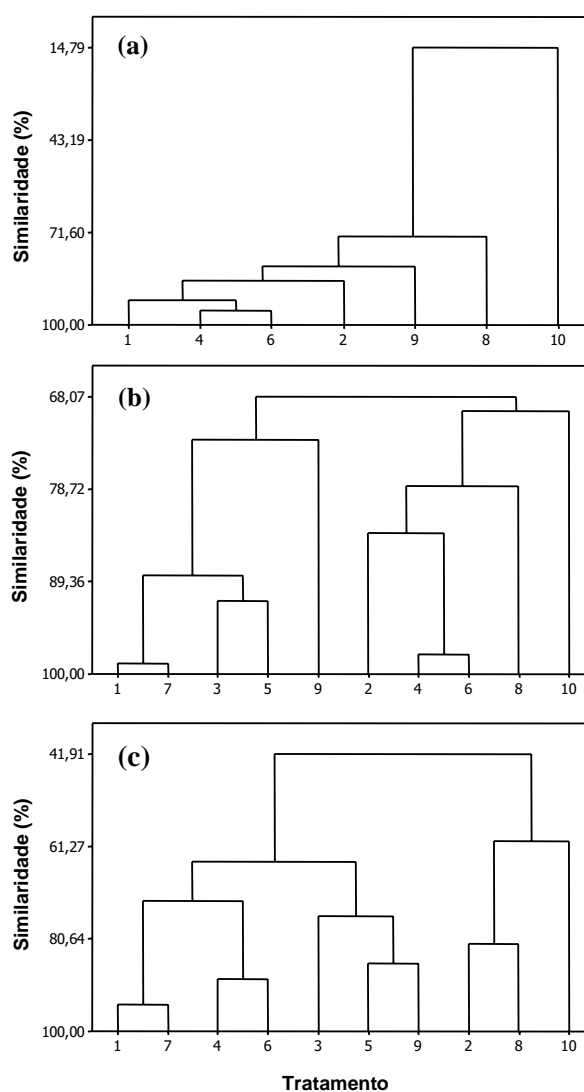 (a)
Similaridade (%)
14,79
43,19
71,60
100,00
1 4 6 2 9 8 10
(b)
Similaridade (%)
68,07
78,72
89,36
100,00
1 7 3 5 9 2 4 6 8 10
(c)
Similaridade (%)
41,91
61,27
80,64
100,00
1 7 4 6 3 5 9 2 8 10
Tratamento